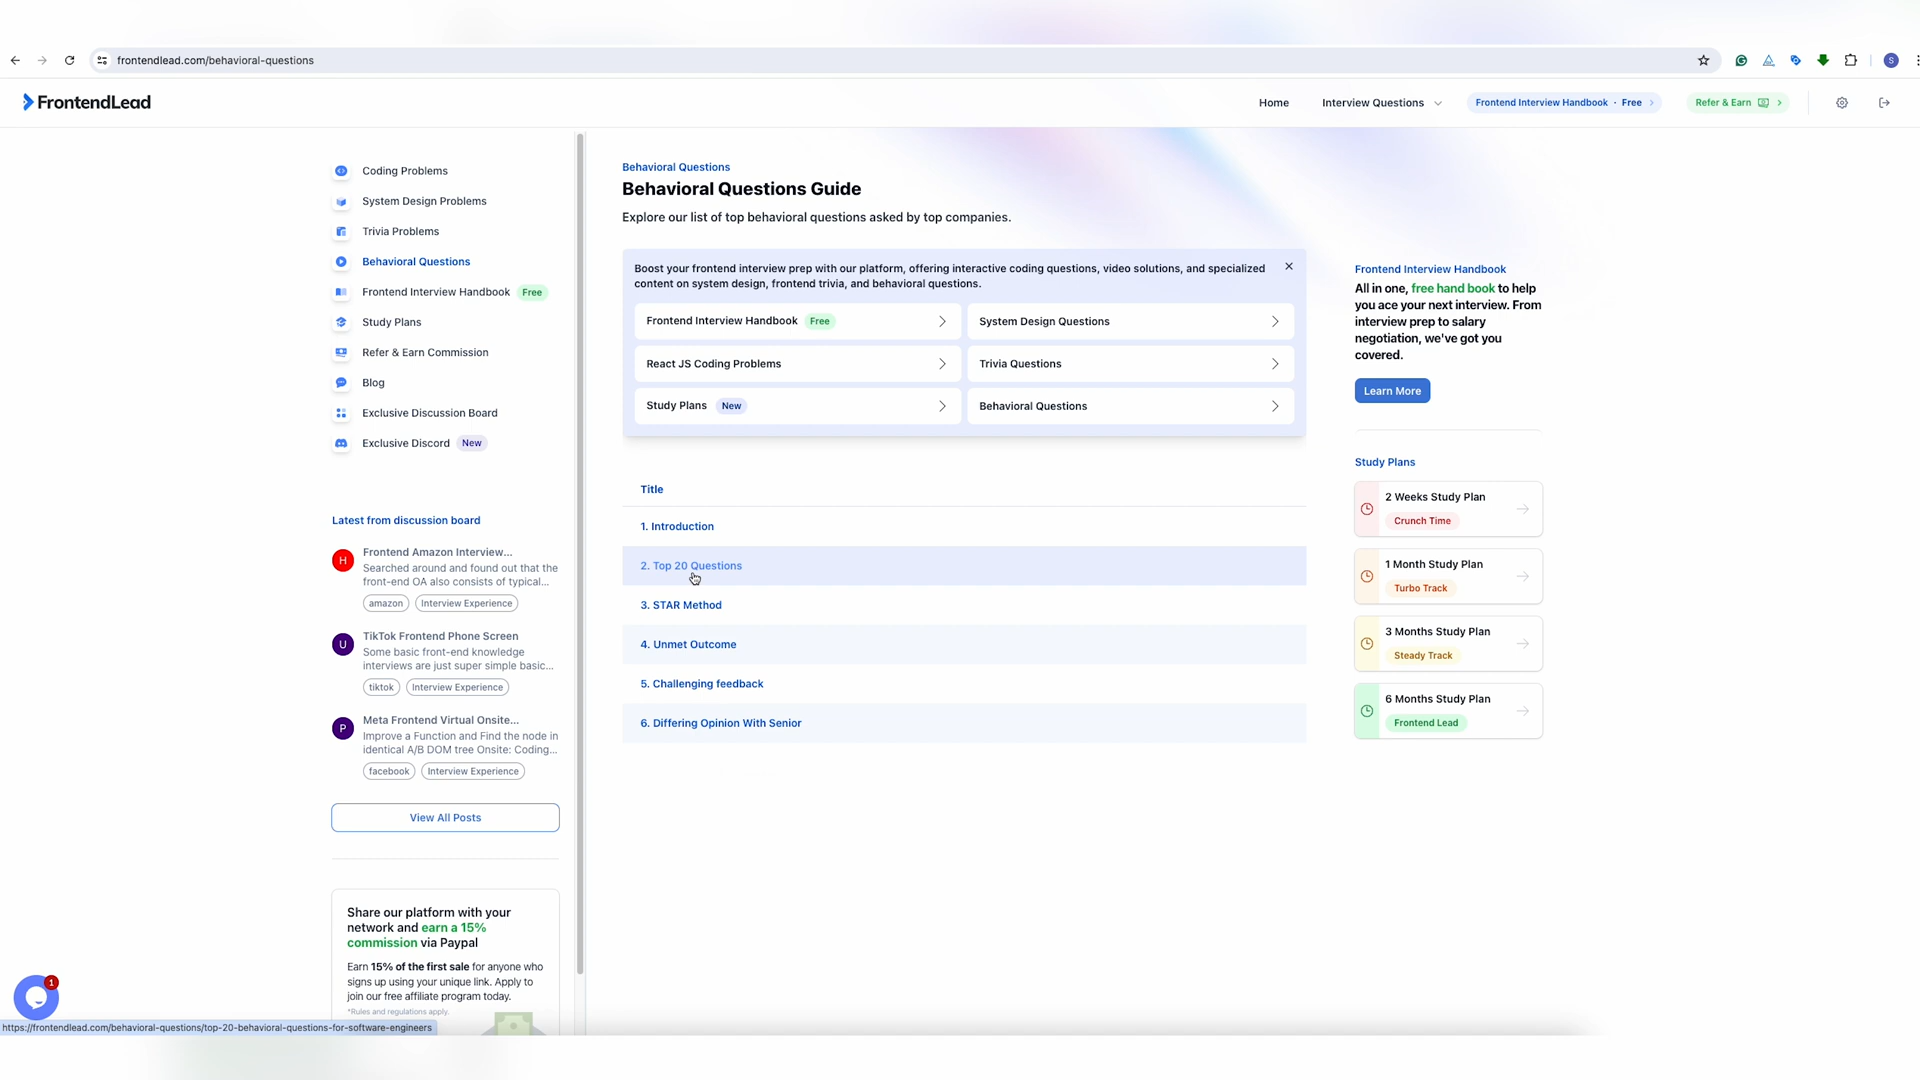 frontendlead.com/behavioral-questions
S
FrontendLead
Home
Interview Questions
Frontend Interview Handbook · Free
Refer & Earn
Coding Problems
System Design Problems
Trivia Problems
Behavioral Questions
Frontend Interview Handbook Free
Study Plans
Refer & Earn Commission
Blog
Exclusive Discussion Board
Exclusive Discord New
Latest from discussion board
H
Frontend Amazon Interview...
Searched around and found out that the
front-end OA also consists of typical...
amazon Interview Experience
U
TikTok Frontend Phone Screen
Some basic front-end knowledge
interviews are just super simple basic...
tiktok Interview Experience
P
Meta Frontend Virtual Onsite...
Improve a Function and Find the node in
identical A/B DOM tree Onsite: Coding...
facebook Interview Experience
View All Posts
Share our platform with your
network and earn a 15%
commission via Paypal
Earn 15% of the first sale for anyone who
signs up using your unique link. Apply to
join our free affiliate program today.
*Rules and regulations apply.
1
https://frontendlead.com/behavioral-questions/top-20-behavioral-questions-for-software-engineers
Behavioral Questions
Behavioral Questions Guide
Explore our list of top behavioral questions asked by top companies.
Boost your frontend interview prep with our platform, offering interactive coding questions, video solutions, and specialized
content on system design, frontend trivia, and behavioral questions.
Frontend Interview Handbook Free
System Design Questions
React JS Coding Problems
Trivia Questions
Study Plans New
Behavioral Questions
Title
1. Introduction
2. Top 20 Questions
3. STAR Method
4. Unmet Outcome
5. Challenging feedback
6. Differing Opinion With Senior
Frontend Interview Handbook
All in one, free hand book to help
you ace your next interview. From
interview prep to salary
negotiation, we've got you
covered.
Learn More
Study Plans
2 Weeks Study Plan
Crunch Time
1 Month Study Plan
Turbo Track
3 Months Study Plan
Steady Track
6 Months Study Plan
Frontend Lead